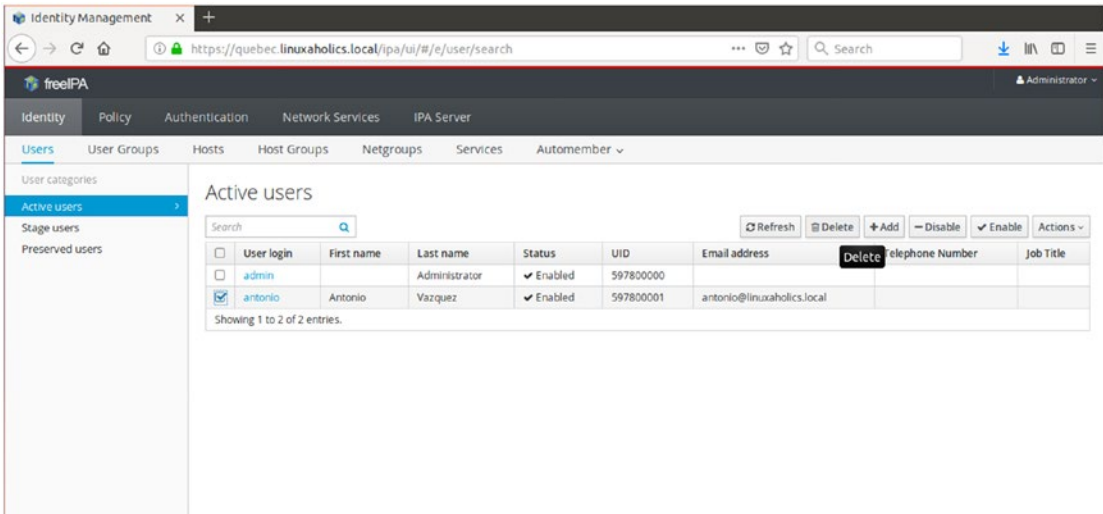 Identity Management
https://quebec.linuxaholics.local/ipa/ui/#/e/user/search
Search
freeIPA
Administrator
Identity Policy Authentication Network Services IPA Server
Users User Groups Hosts Host Groups Netgroups Services Automember
User categories
Active users
Stage users
Preserved users
Active users
Search
Refresh Delete Add Disable Enable Actions
User login First name Last name Status UID Email address Telephone Number Job Title
Delete
admin Administrator Enabled 597800000
antonio Antonio Vazquez Enabled 597800001 antonio@linuxaholics.local
Showing 1 to 2 of 2 entries.